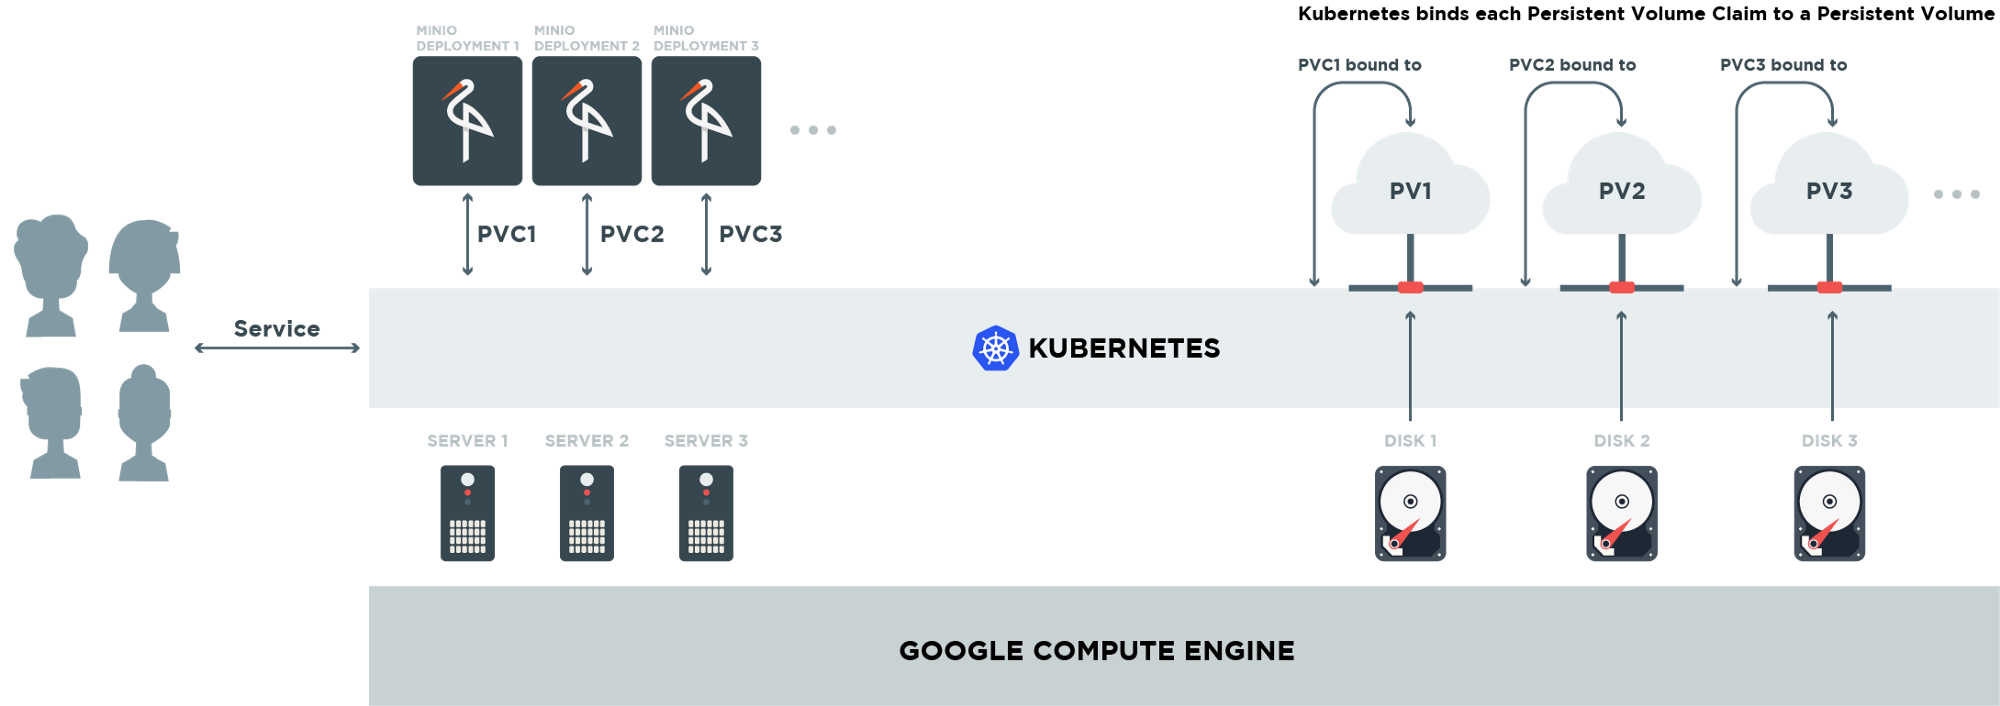 Kubernetes binds each Persistent Volume Claim to a Persistent Volume
MINIO
DEPLOYMENT 1
MINIO
DEPLOYMENT 2
MINIO
DEPLOYMENT 3
PVC1 bound to
PVC2 bound to
PVC3 bound to
PV1
PV2
PV3
PVC1
PVC2
PVC3
Service
KUBERNETES
SERVER 1
SERVER 2
SERVER 3
DISK 1
DISK 2
DISK 3
GOOGLE COMPUTE ENGINE